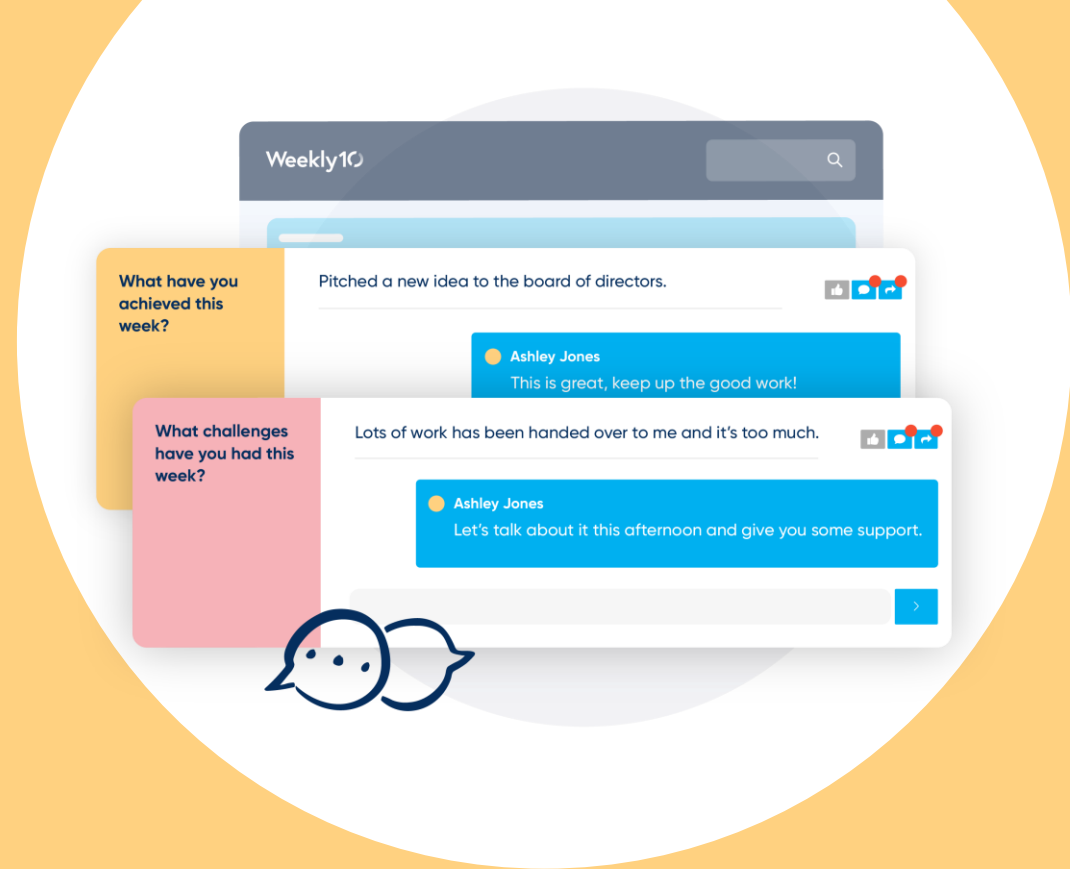 Weekly10
What have you
achieved this
week?
Pitched a new idea to the board of directors.
Ashley Jones
This is great, keep up the good work!
What challenges
have you had this
week?
Lots of work has been handed over to me and it’s too much.
Ashley Jones
Let’s talk about it this afternoon and give you some support.